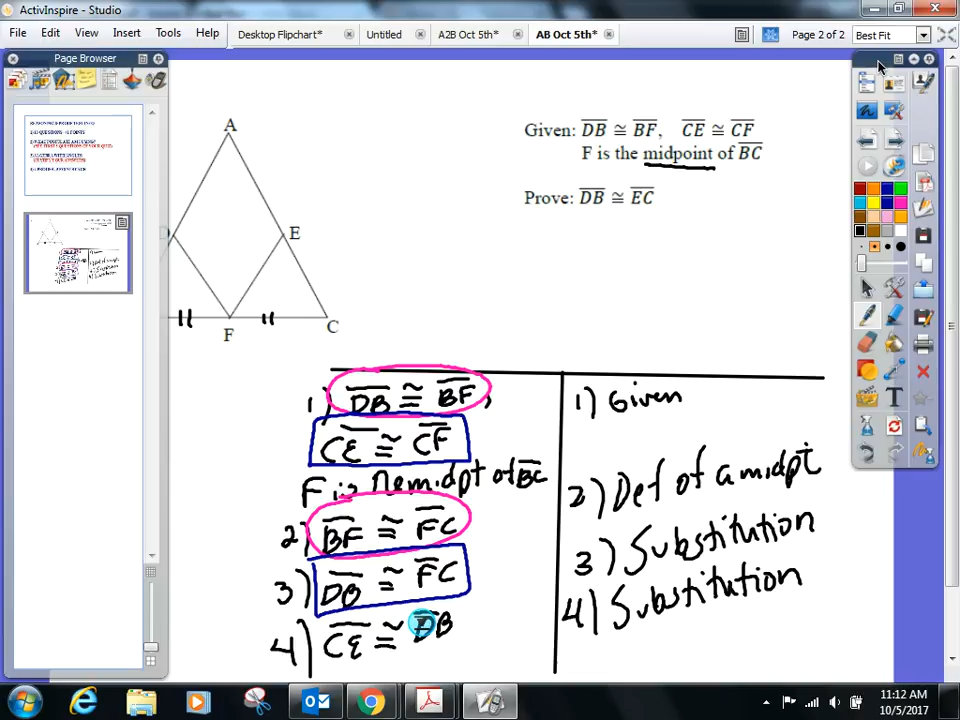 ActivInspire - Studio
File Edit View Insert Tools Help
Desktop Flipchart* Untitled A2B Oct 5th* AB Oct 5th*
Page 2 of 2 Best Fit
Page Browser
A
E
F
C
Given: DB ≅ BF, CE ≅ CF
F is the midpoint of BC
Prove: DB ≅ EC
1) DB ≅ BF,
CE ≅ CF
F is the midpt of BC
2) BF ≅ FC
3) DB ≅ FC
4) CE ≅ DB
1) Given
2) Def of a midpt
3) Substitution
4) Substitution
11:12 AM
10/5/2017